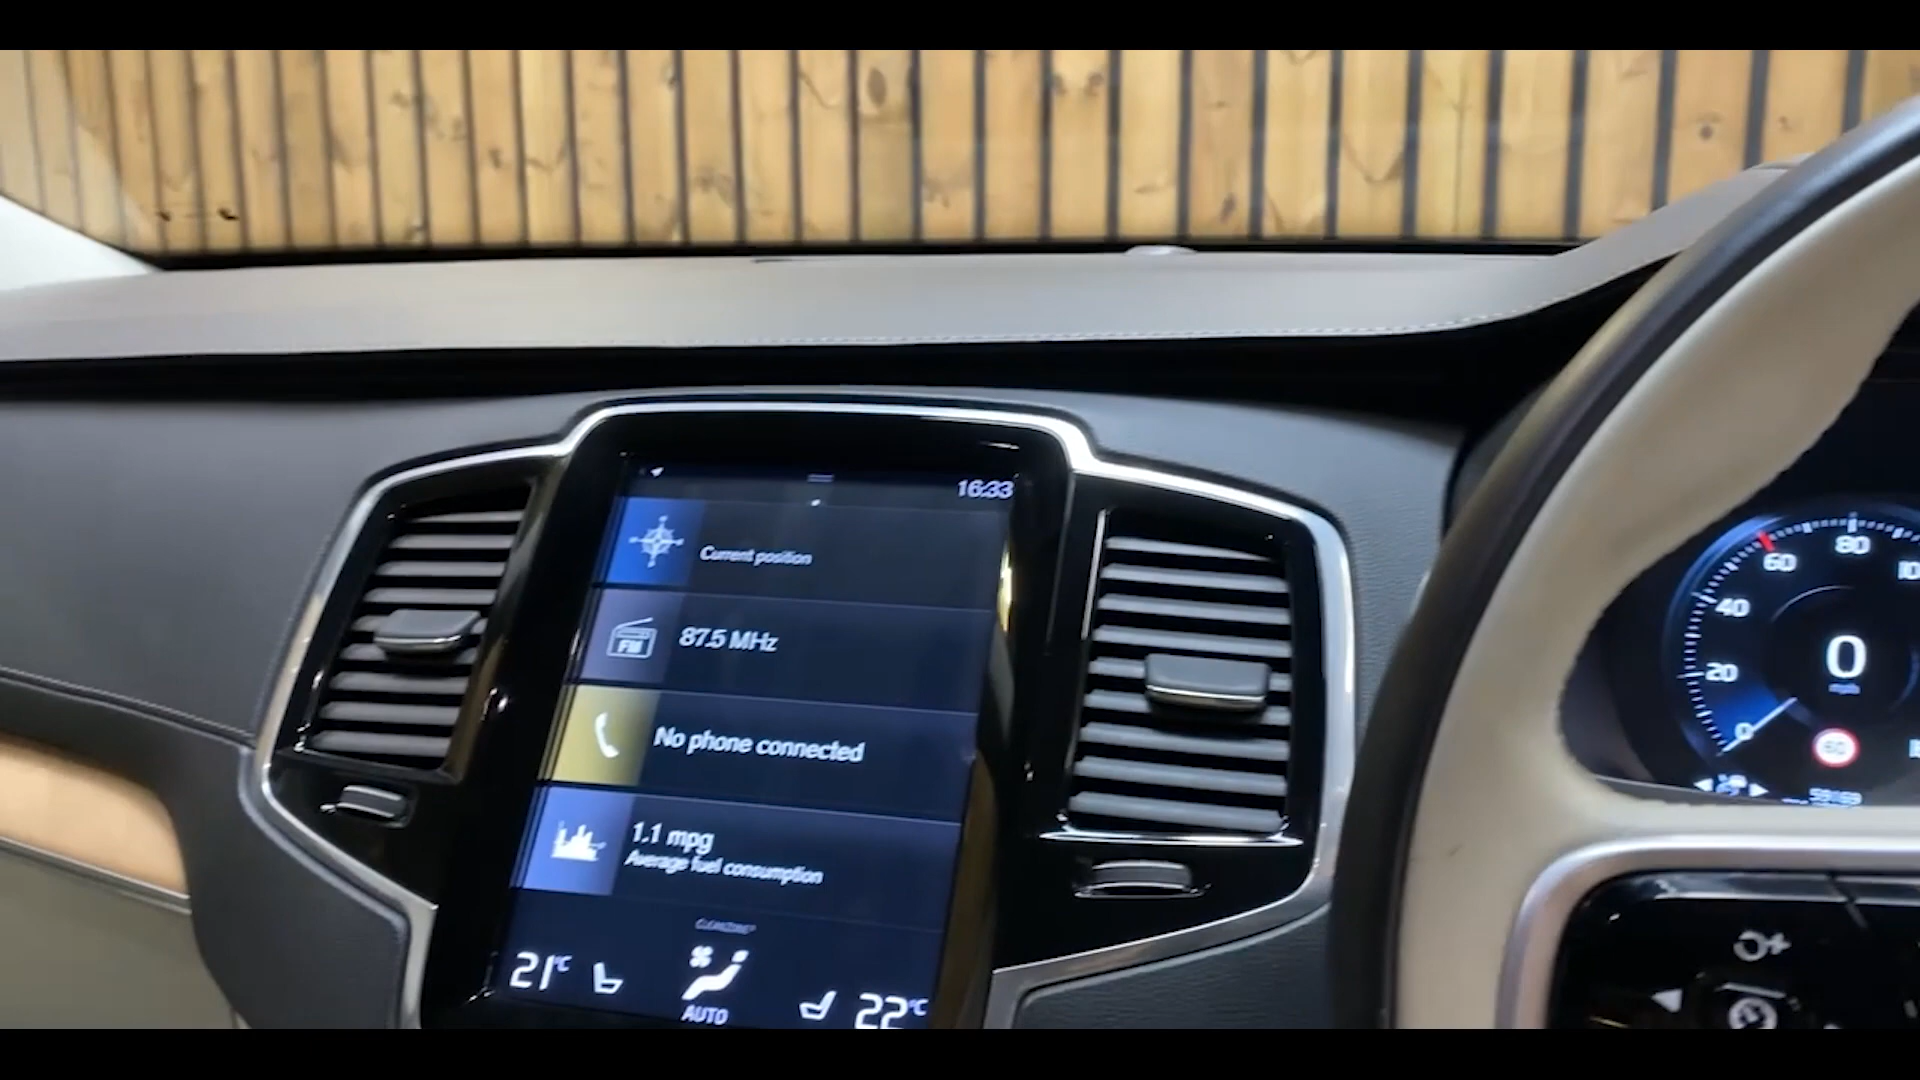 16:33
Current position
FM
87.5 MHz
No phone connected
1.1 mpg
Average fuel consumption
CLEANZONE
21°C
AUTO
22°C
80
60
40
20
0
0
mph
60